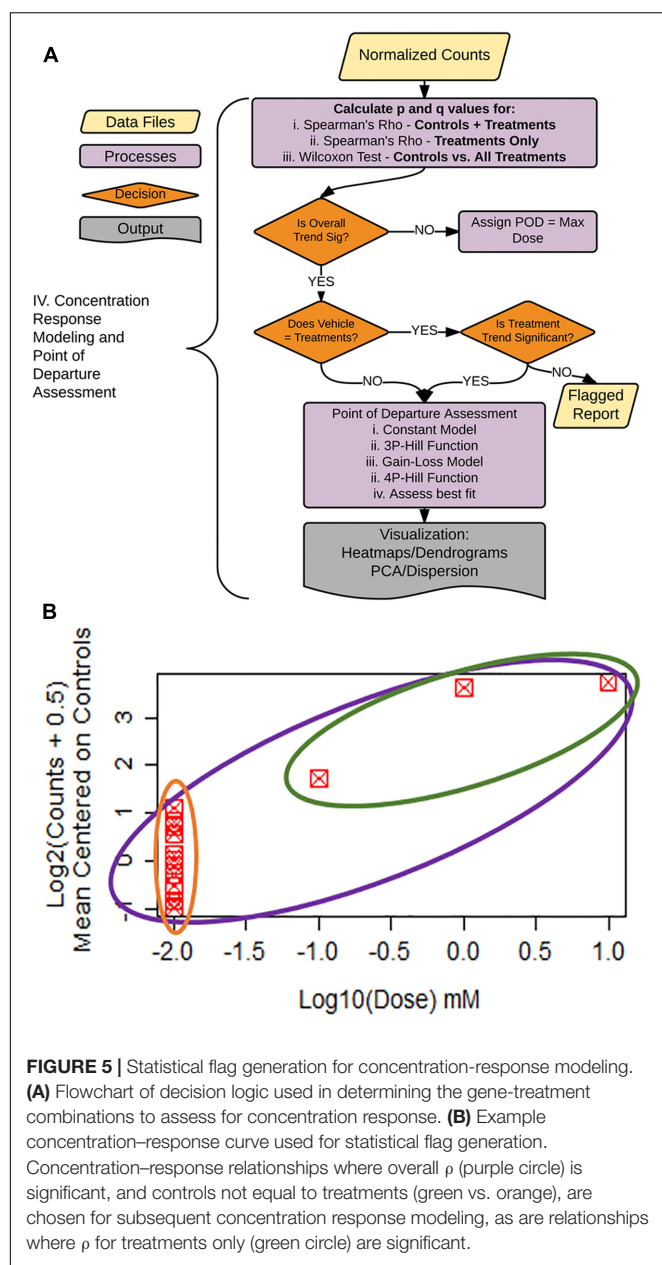 A
Normalized Counts
Data Files
Processes
Decision
Output
Calculate p and q values for:
i. Spearman's Rho - Controls + Treatments
ii. Spearman's Rho - Treatments Only
iii. Wilcoxon Test - Controls vs. All Treatments
Is Overall
Trend Sig?
NO
Assign POD = Max
Dose
YES
IV. Concentration
Response
Modeling and
Point of
Departure
Assessment
Does Vehicle
= Treatments?
YES
Is Treatment
Trend Significant?
NO
YES
NO
Flagged
Report
Point of Departure Assessment
i. Constant Model
ii. 3P-Hill Function
iii. Gain-Loss Model
ii. 4P-Hill Function
iv. Assess best fit
Visualization:
Heatmaps/Dendrograms
PCA/Dispersion
B
Log2(Counts + 0.5)
Mean Centered on Controls
3
2
1
0
-1
-2.0 -1.5 -1.0 -0.5 0.0 0.5 1.0
Log10(Dose) mM
FIGURE 5 | Statistical flag generation for concentration-response modeling.
(A) Flowchart of decision logic used in determining the gene-treatment
combinations to assess for concentration response. (B) Example
concentration–response curve used for statistical flag generation.
Concentration–response relationships where overall ρ (purple circle) is
significant, and controls not equal to treatments (green vs. orange), are
chosen for subsequent concentration response modeling, as are relationships
where ρ for treatments only (green circle) are significant.